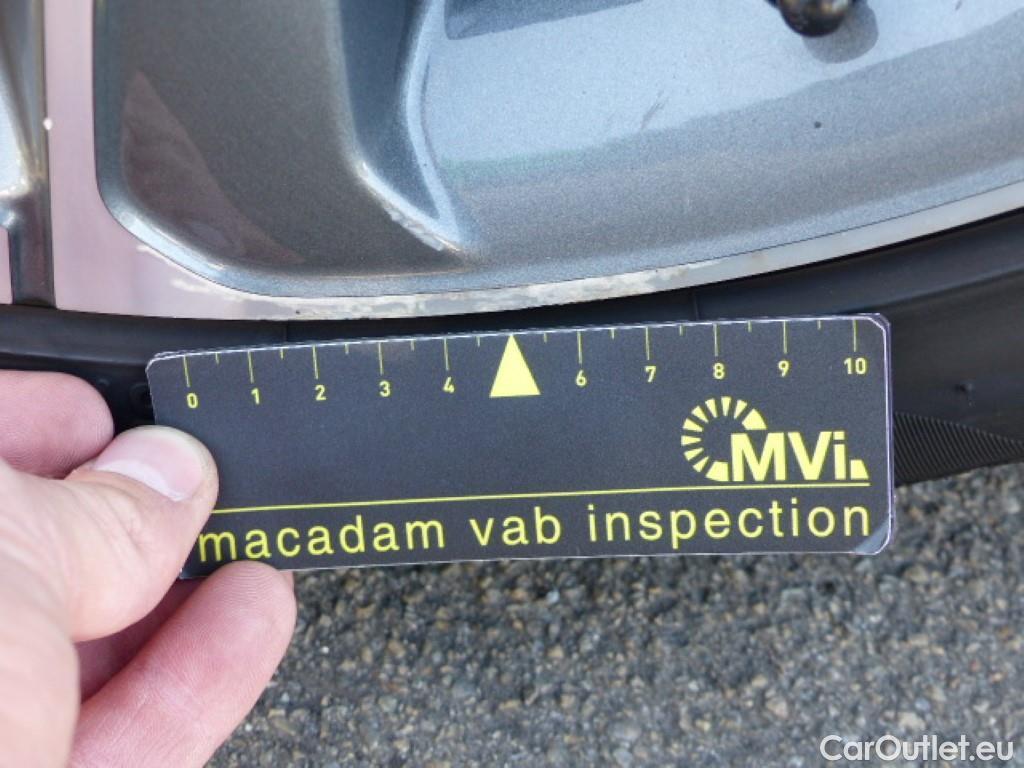 0 1 2 3 4 6 7 8 9 10
MVi.
macadam vab inspection
CarOutlet.eu